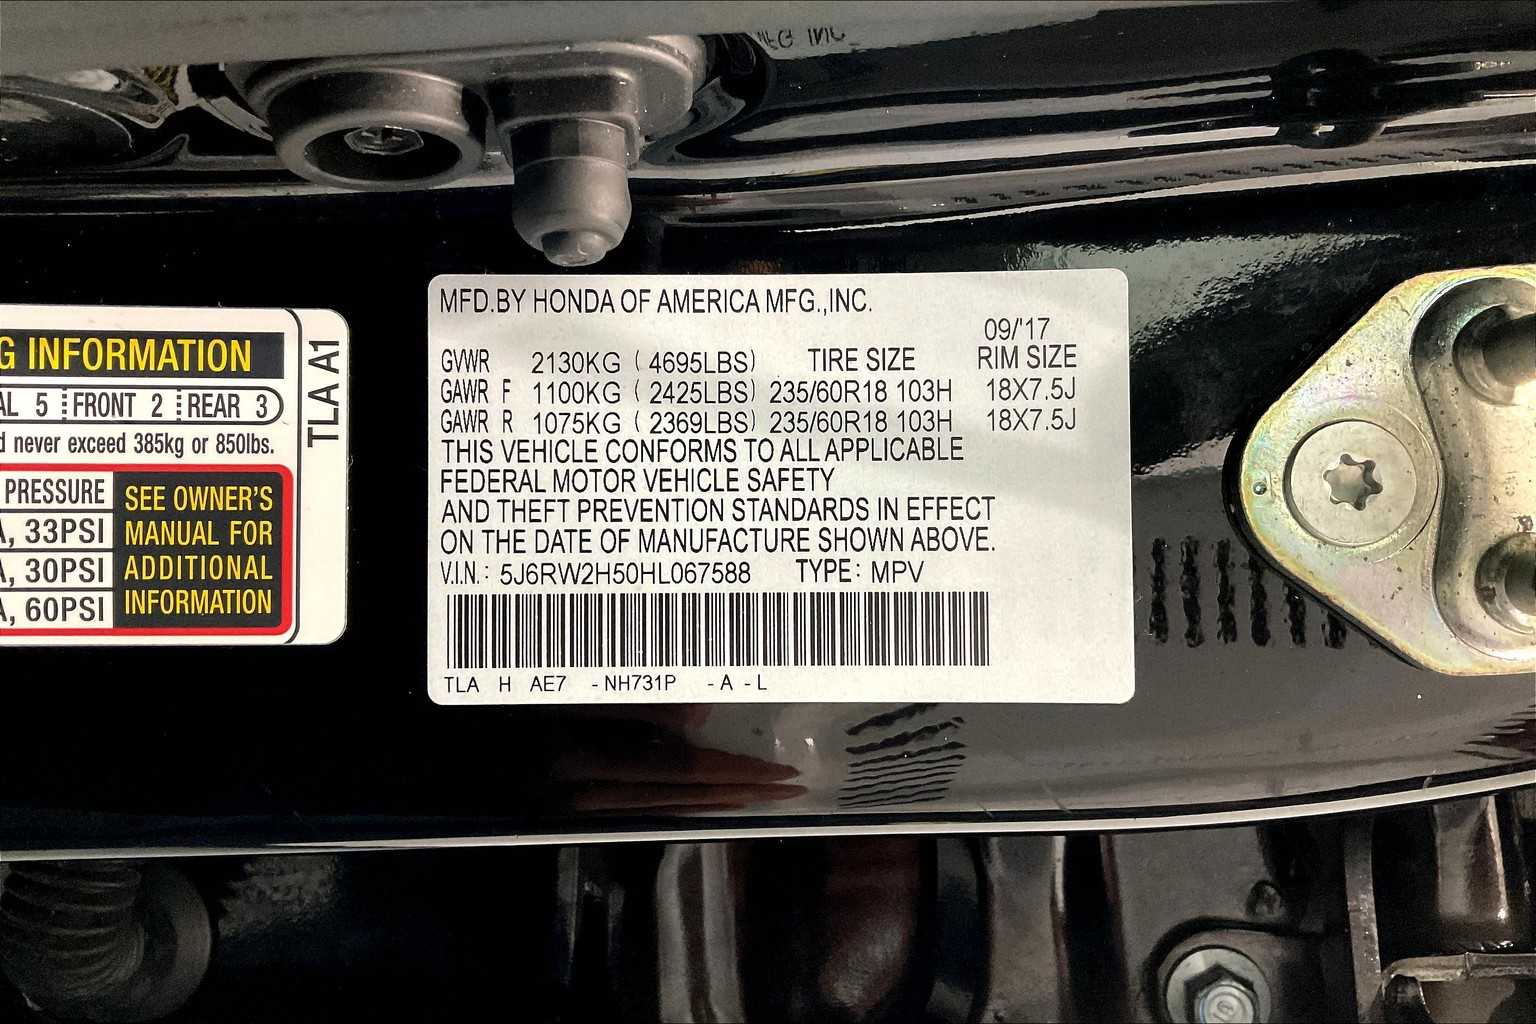 MFG INC
MFD.BY HONDA OF AMERICA MFG.,INC.
09/'17
GVWR 2130KG ( 4695LBS) TIRE SIZE RIM SIZE
GAWR F 1100KG ( 2425LBS) 235/60R18 103H 18X7.5J
GAWR R 1075KG ( 2369LBS) 235/60R18 103H 18X7.5J
THIS VEHICLE CONFORMS TO ALL APPLICABLE
FEDERAL MOTOR VEHICLE SAFETY
AND THEFT PREVENTION STANDARDS IN EFFECT
ON THE DATE OF MANUFACTURE SHOWN ABOVE.
V.I.N.: 5J6RW2H50HL067588 TYPE: MPV
TLA H AE7 -NH731P -A -L
G INFORMATION
AL 5 FRONT 2 REAR 3
d never exceed 385kg or 850lbs.
PRESSURE
A, 33PSI
A, 30PSI
A, 60PSI
SEE OWNER'S
MANUAL FOR
ADDITIONAL
INFORMATION
TLA A1